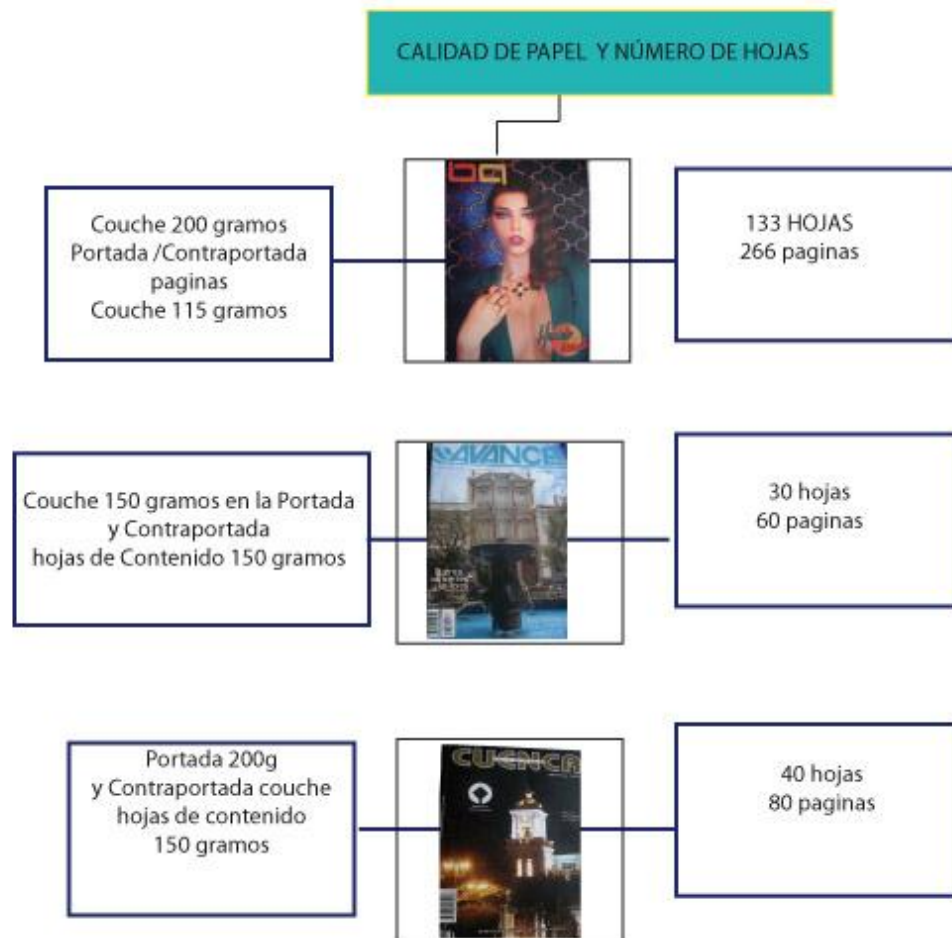 CALIDAD DE PAPEL Y NÚMERO DE HOJAS
Couche 200 gramos
Portada /Contraportada
paginas
Couche 115 gramos
bg
133 HOJAS
266 paginas
Couche 150 gramos en la Portada
y Contraportada
hojas de Contenido 150 gramos
AVANCE
30 hojas
60 paginas
Portada 200g
y Contraportada couche
hojas de contenido
150 gramos
CUENCA
40 hojas
80 paginas